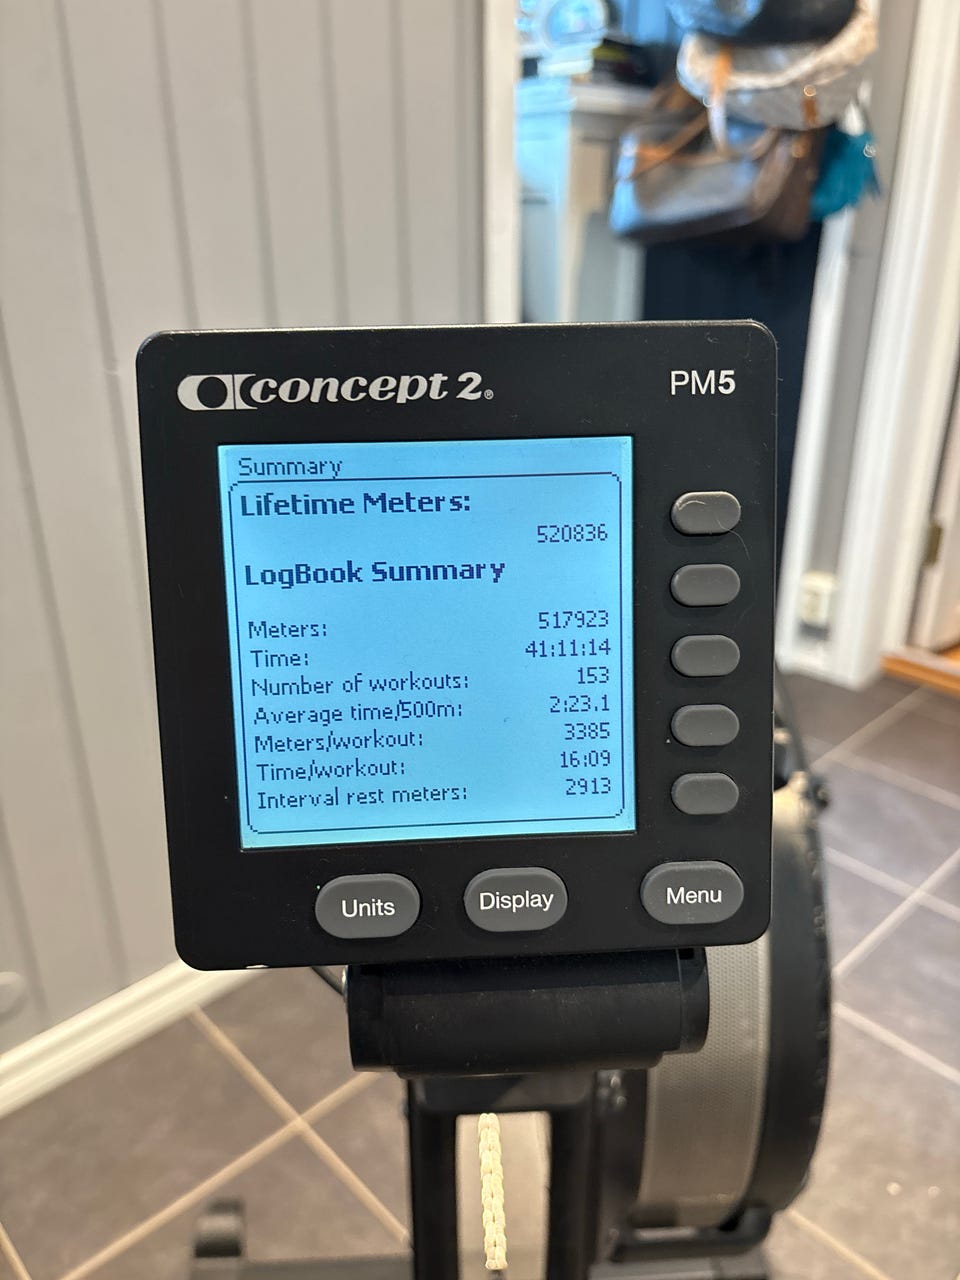 concept 2®
PM5
Summary
Lifetime Meters:
520836
LogBook Summary
Meters: 517923
Time: 41:11:14
Number of workouts: 153
Average time/500m: 2:23.1
Meters/workout: 3385
Time/workout: 16:09
Interval rest meters: 2913
Units Display Menu